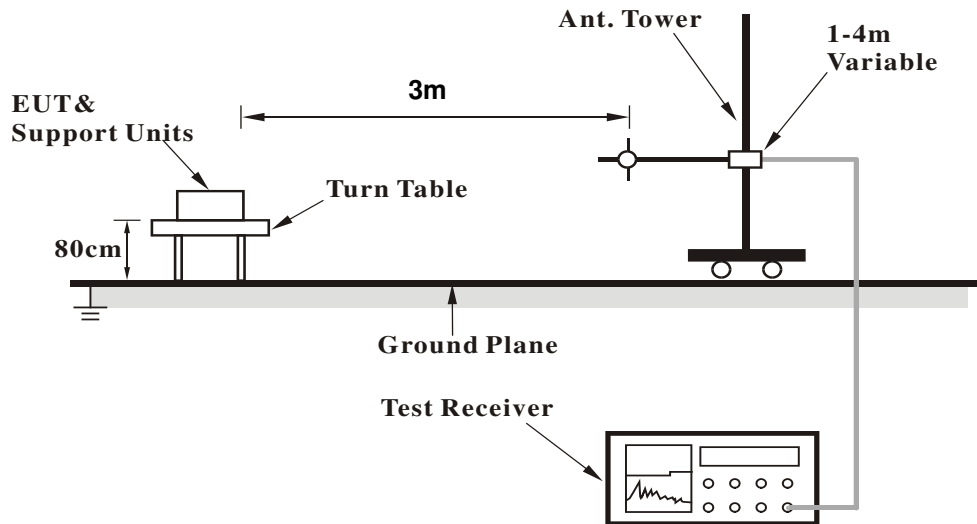 Ant. Tower
1-4m
Variable
3m
EUT&
Support Units
Turn Table
80cm
Ground Plane
Test Receiver